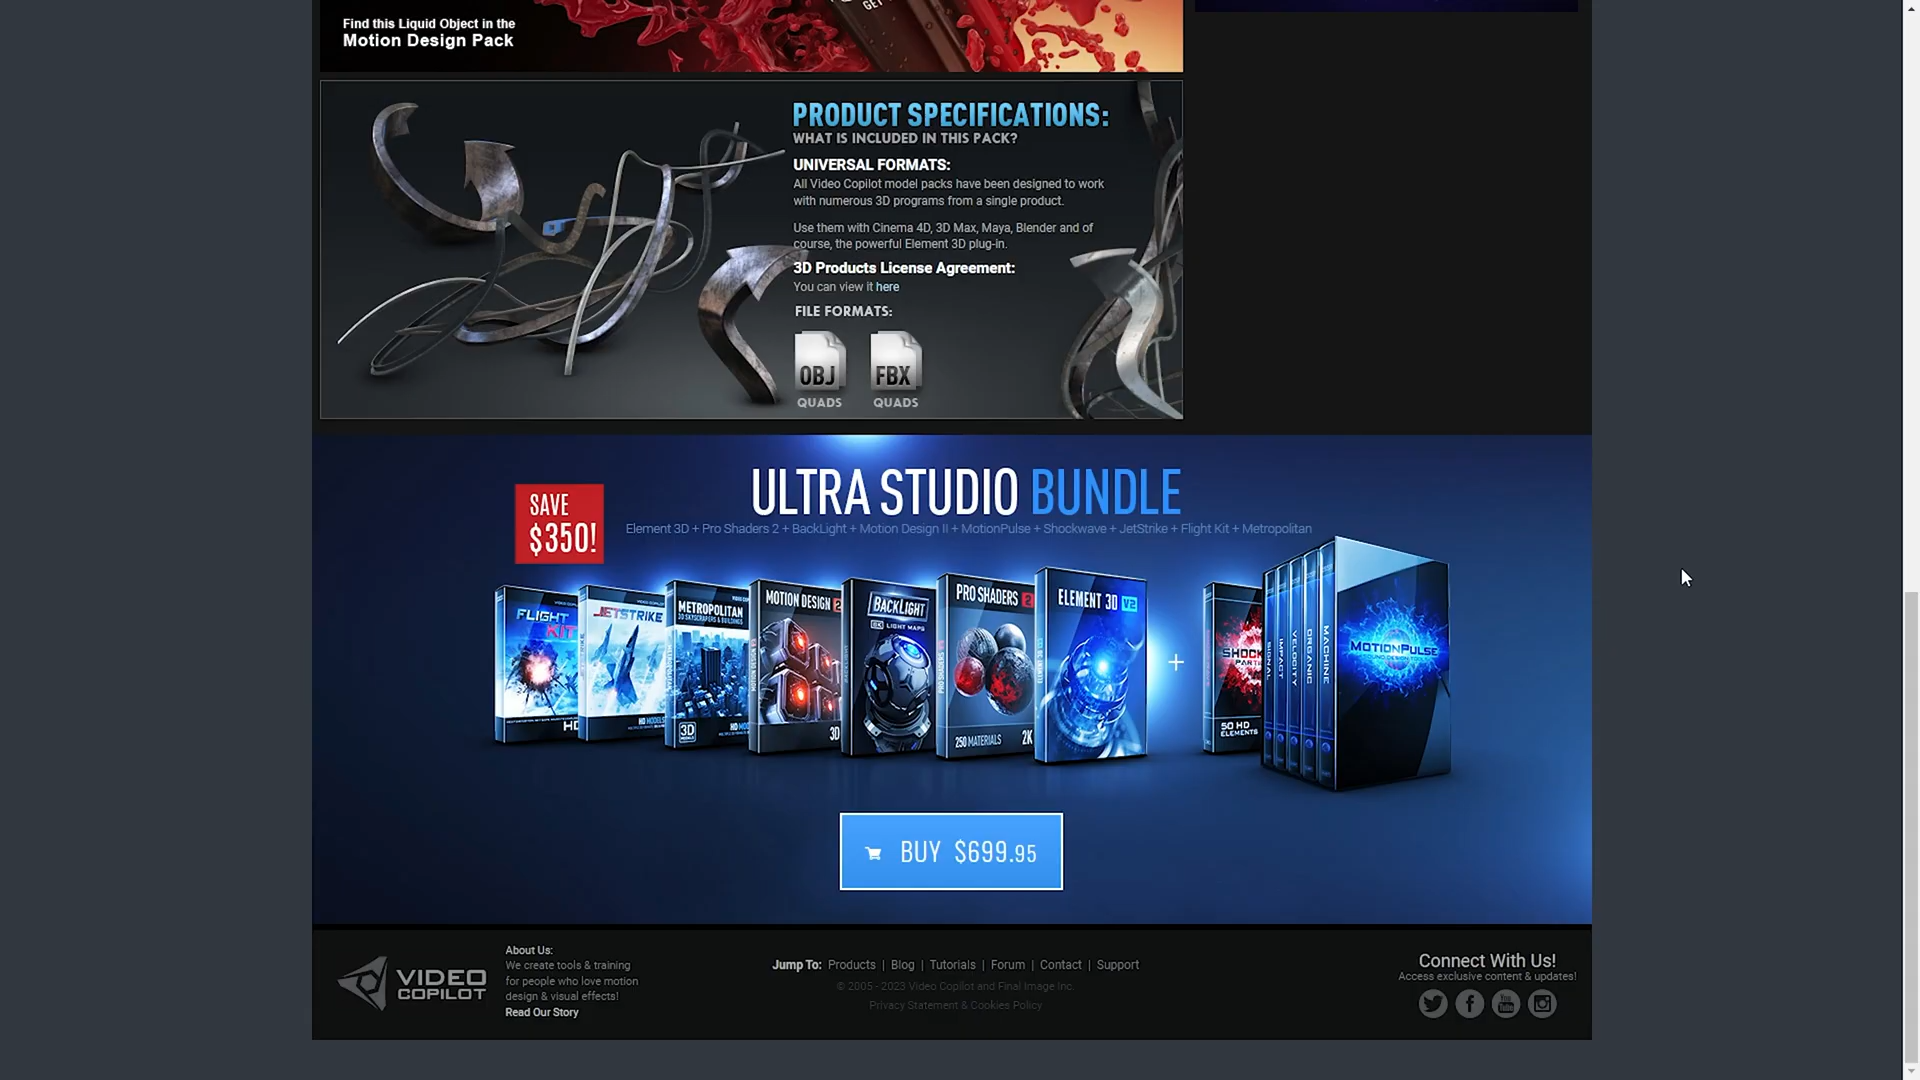 GET
Find this Liquid Object in the
Motion Design Pack
PRODUCT SPECIFICATIONS:
WHAT IS INCLUDED IN THIS PACK?
UNIVERSAL FORMATS:
All Video Copilot model packs have been designed to work
with numerous 3D programs from a single product.
Use them with Cinema 4D, 3D Max, Maya, Blender and of
course, the powerful Element 3D plug-in.
3D Products License Agreement:
You can view it here
FILE FORMATS:
OBJ FBX
QUADS QUADS
ULTRA STUDIO BUNDLE
SAVE
$350!
Element 3D + Pro Shaders 2 + BackLight + Motion Design II + MotionPulse + Shockwave + JetStrike + Flight Kit + Metropolitan
FLIGHT
KIT
HD
JETSTRIKE
HD MODELS
METROPOLITAN
3D SKYSCRAPERS & BUILDINGS
3D
MOTION DESIGN 2
3D
BACKLIGHT
8K LIGHT MAPS
PRO SHADERS 2
250 MATERIALS 2K
ELEMENT 3D V2
+
SHOCK
PART
50 HD
ELEMENTS
SIGNAL
IMPACT
VELOCITY
ORGANIC
MACHINE
MOTIONPULSE
BUY $699.95
VIDEO
COPILOT
About Us:
We create tools & training
for people who love motion
design & visual effects!
Read Our Story
Jump To: Products | Blog | Tutorials | Forum | Contact | Support
© 2005 - 2023 Video Copilot and Final Image Inc.
Privacy Statement & Cookies Policy
Connect With Us!
Access exclusive content & updates!
You
Tube